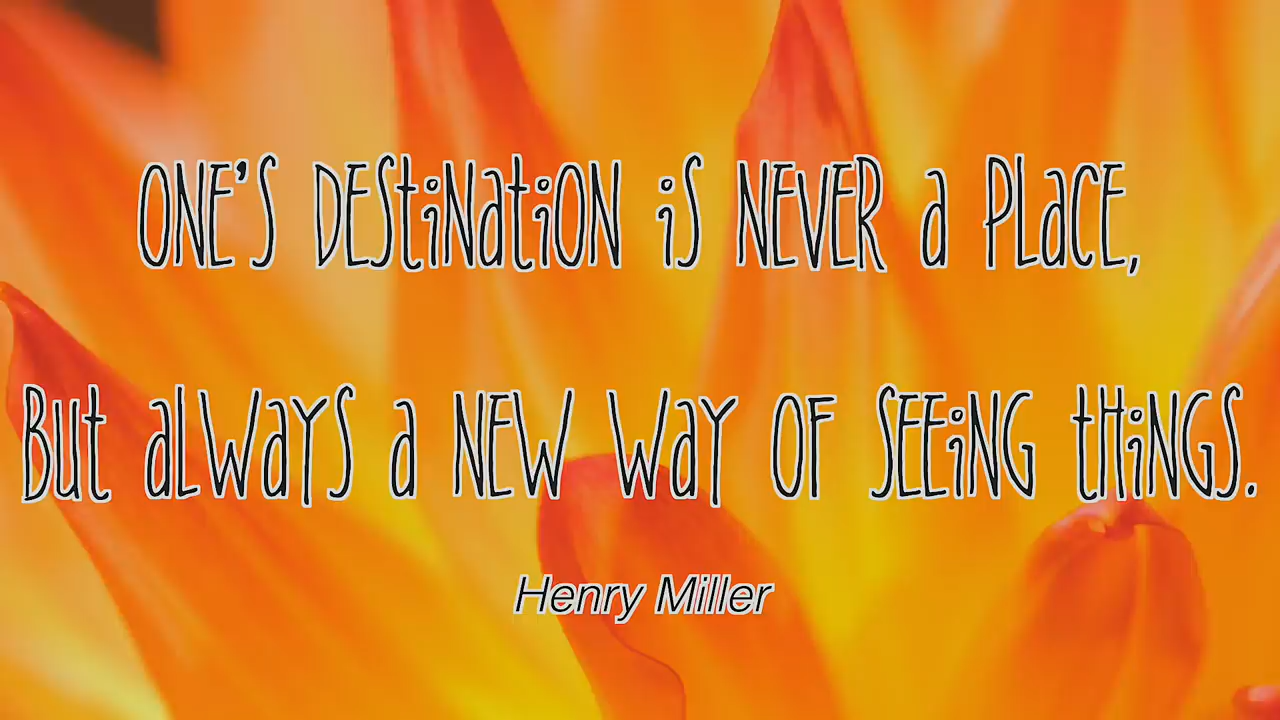 ONE'S DESTINATION IS NEVER A PLACE,
BUT ALWAYS A NEW WAY OF SEEING THINGS.
Henry Miller